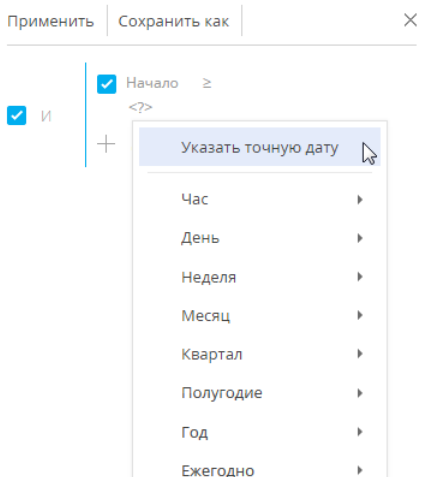 Применить Сохранить как
Начало ≥
<?>
И
Указать точную дату
Час
День
Неделя
Месяц
Квартал
Полугодие
Год
Ежегодно